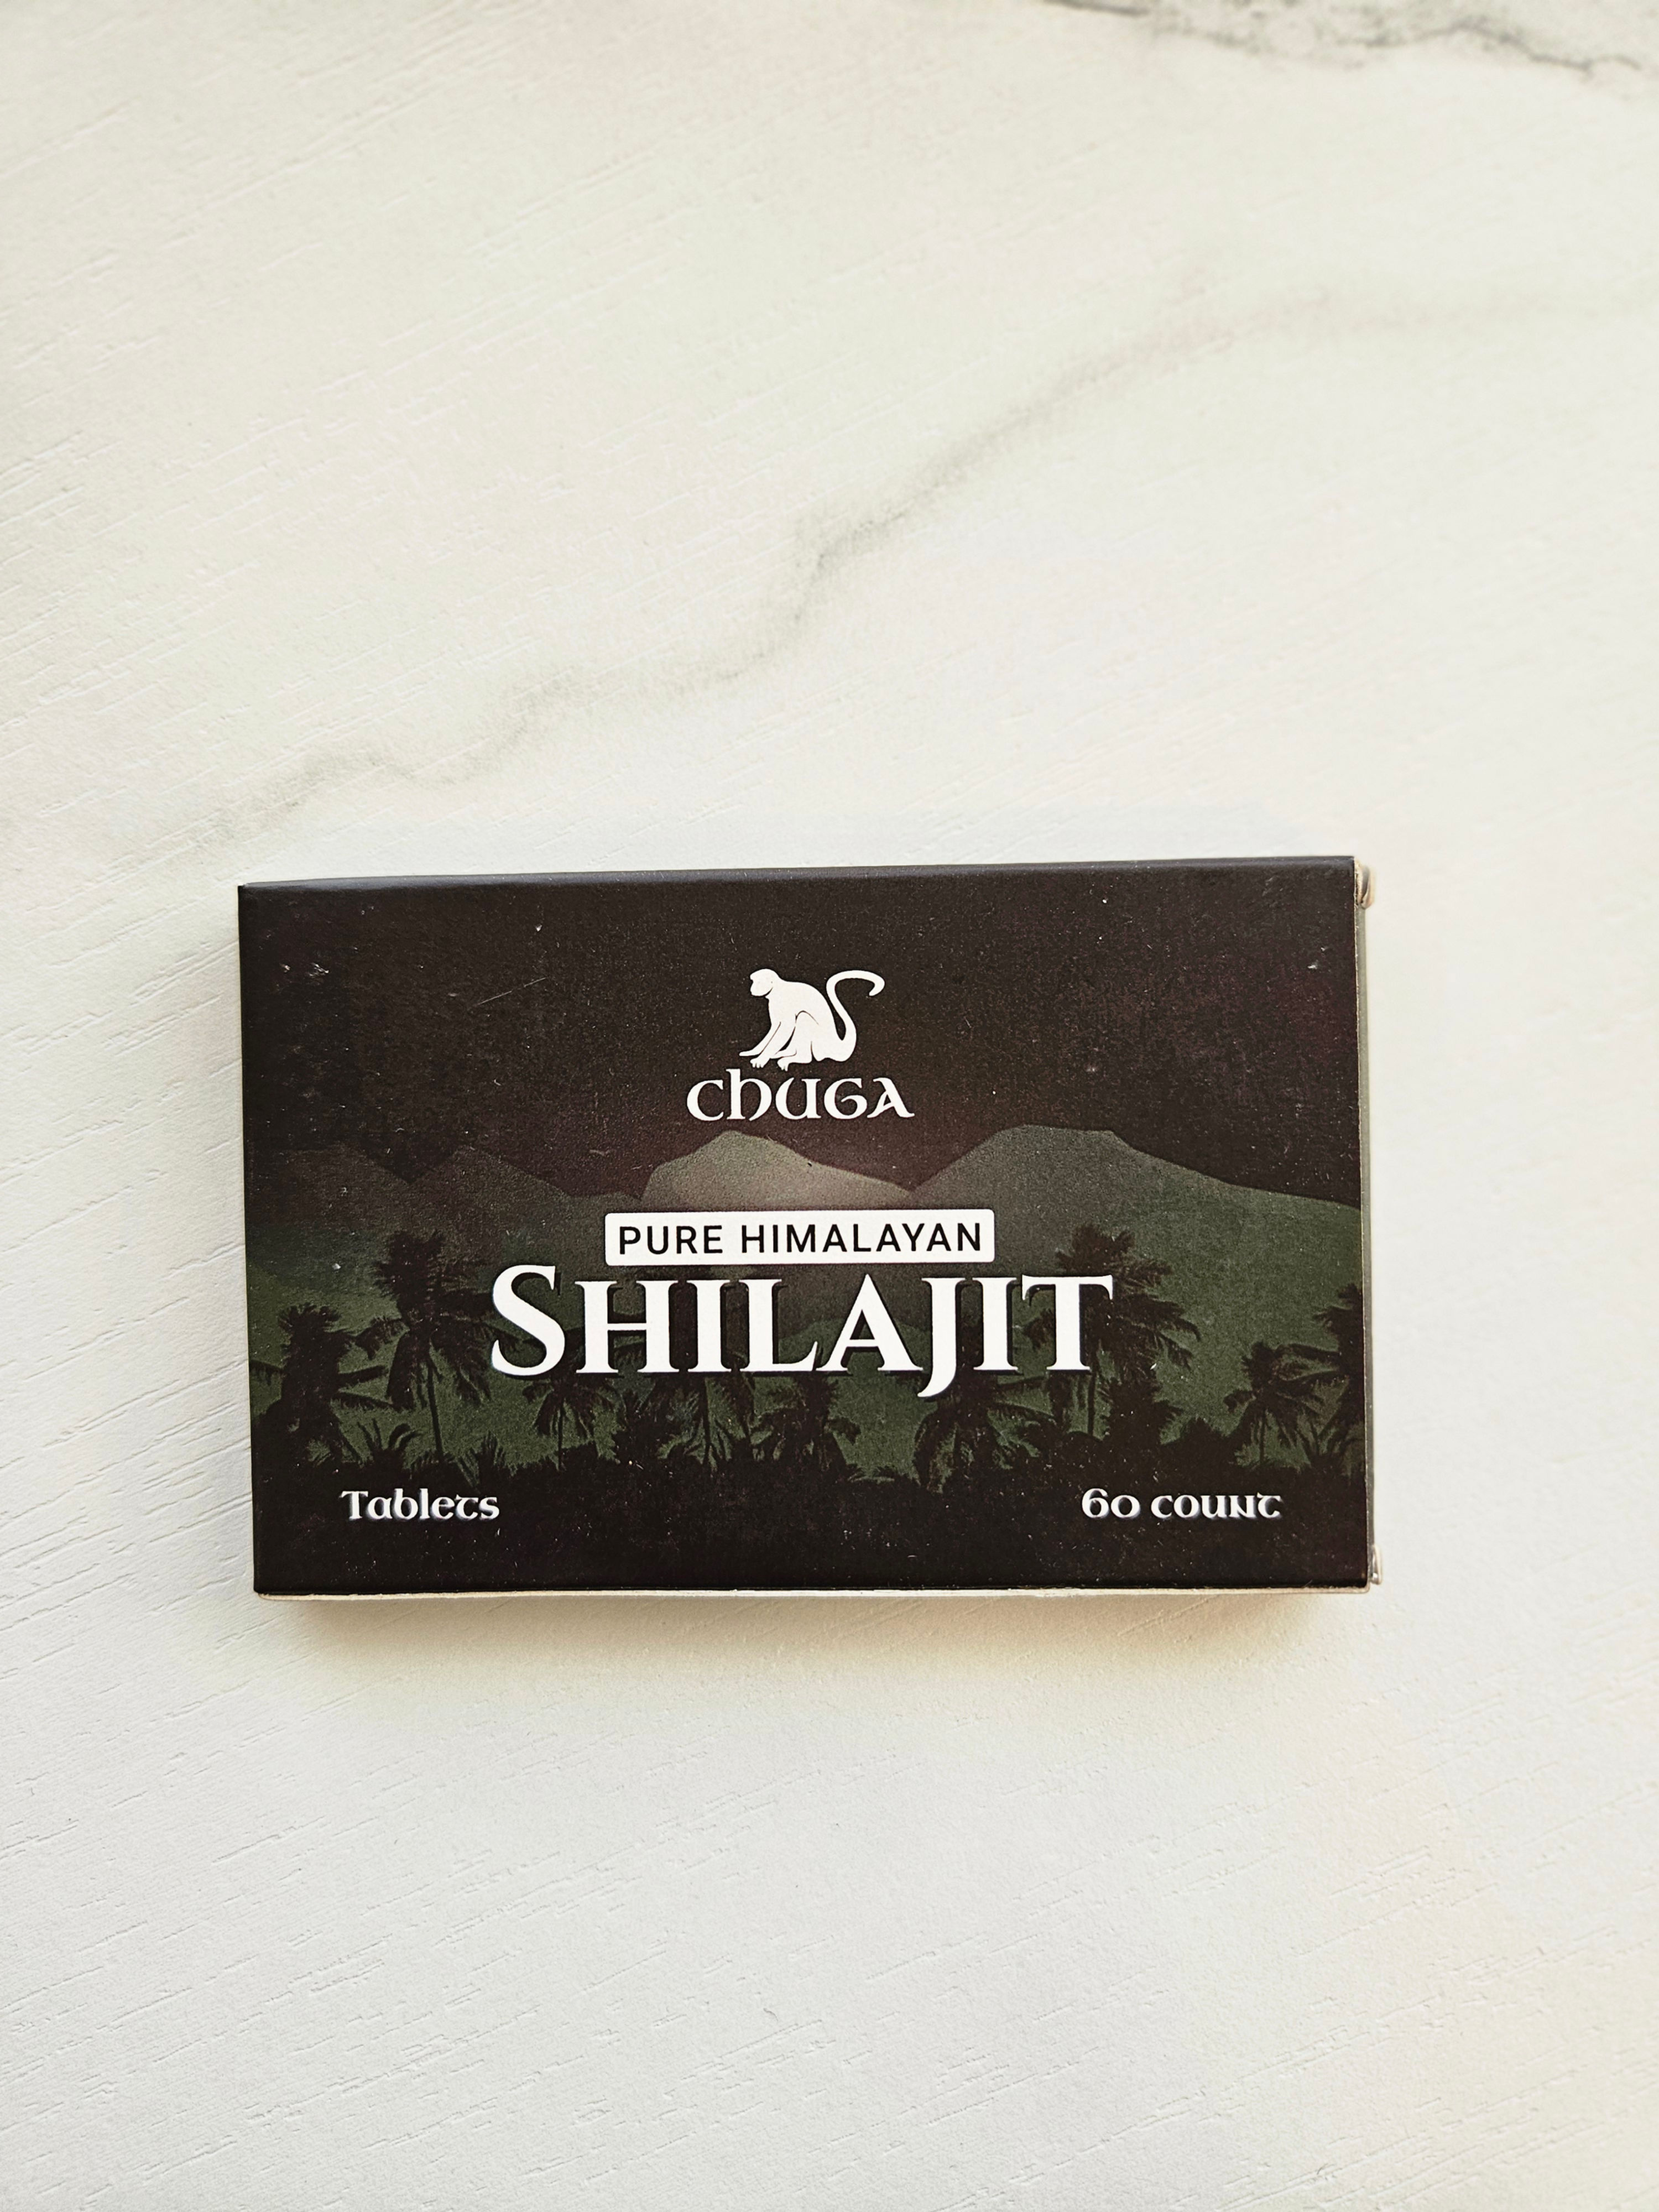 chuga
PURE HIMALAYAN
SHILAJIT
Tablets
60 count